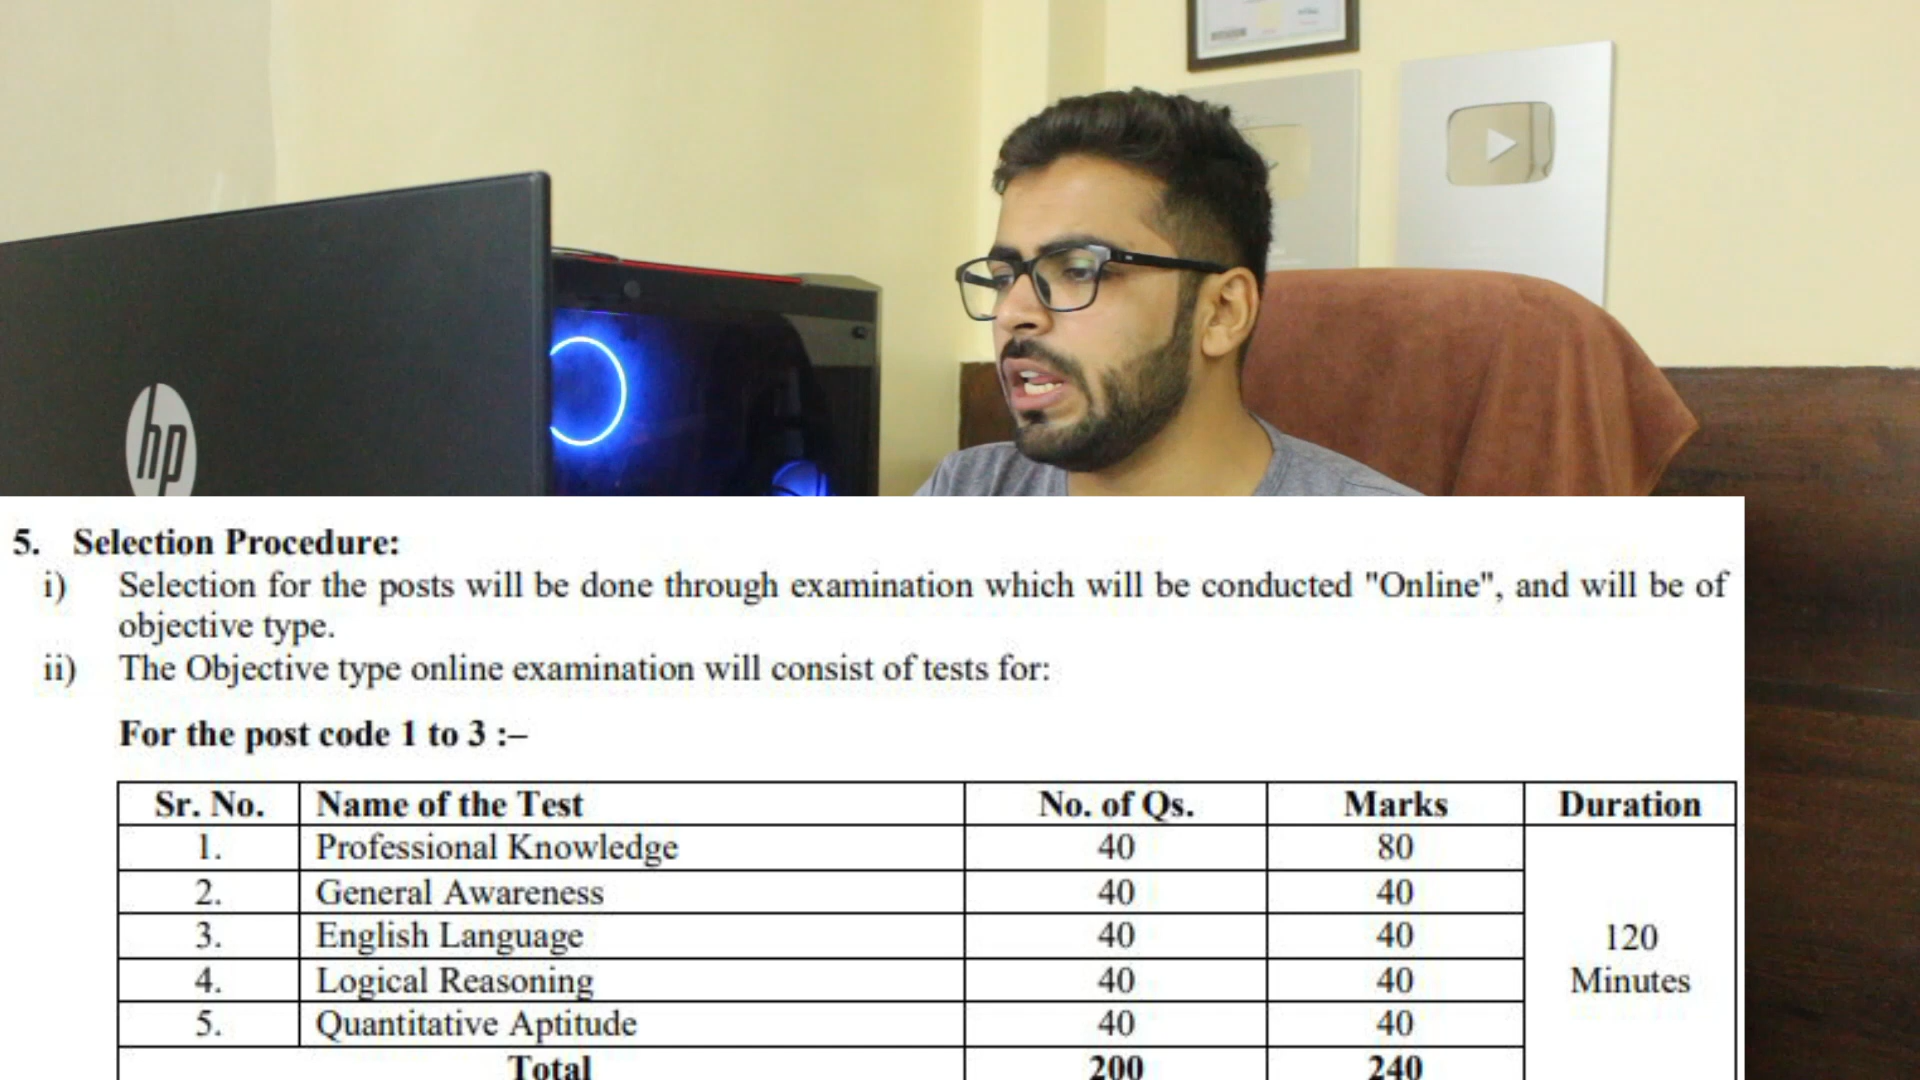 hp
5. Selection Procedure:
i) Selection for the posts will be done through examination which will be conducted "Online", and will be of
objective type.
ii) The Objective type online examination will consist of tests for:
For the post code 1 to 3 :–
Sr. No. Name of the Test No. of Qs. Marks Duration
1. Professional Knowledge 40 80
2. General Awareness 40 40
3. English Language 40 40 120
4. Logical Reasoning 40 40 Minutes
5. Quantitative Aptitude 40 40
Total 200 240